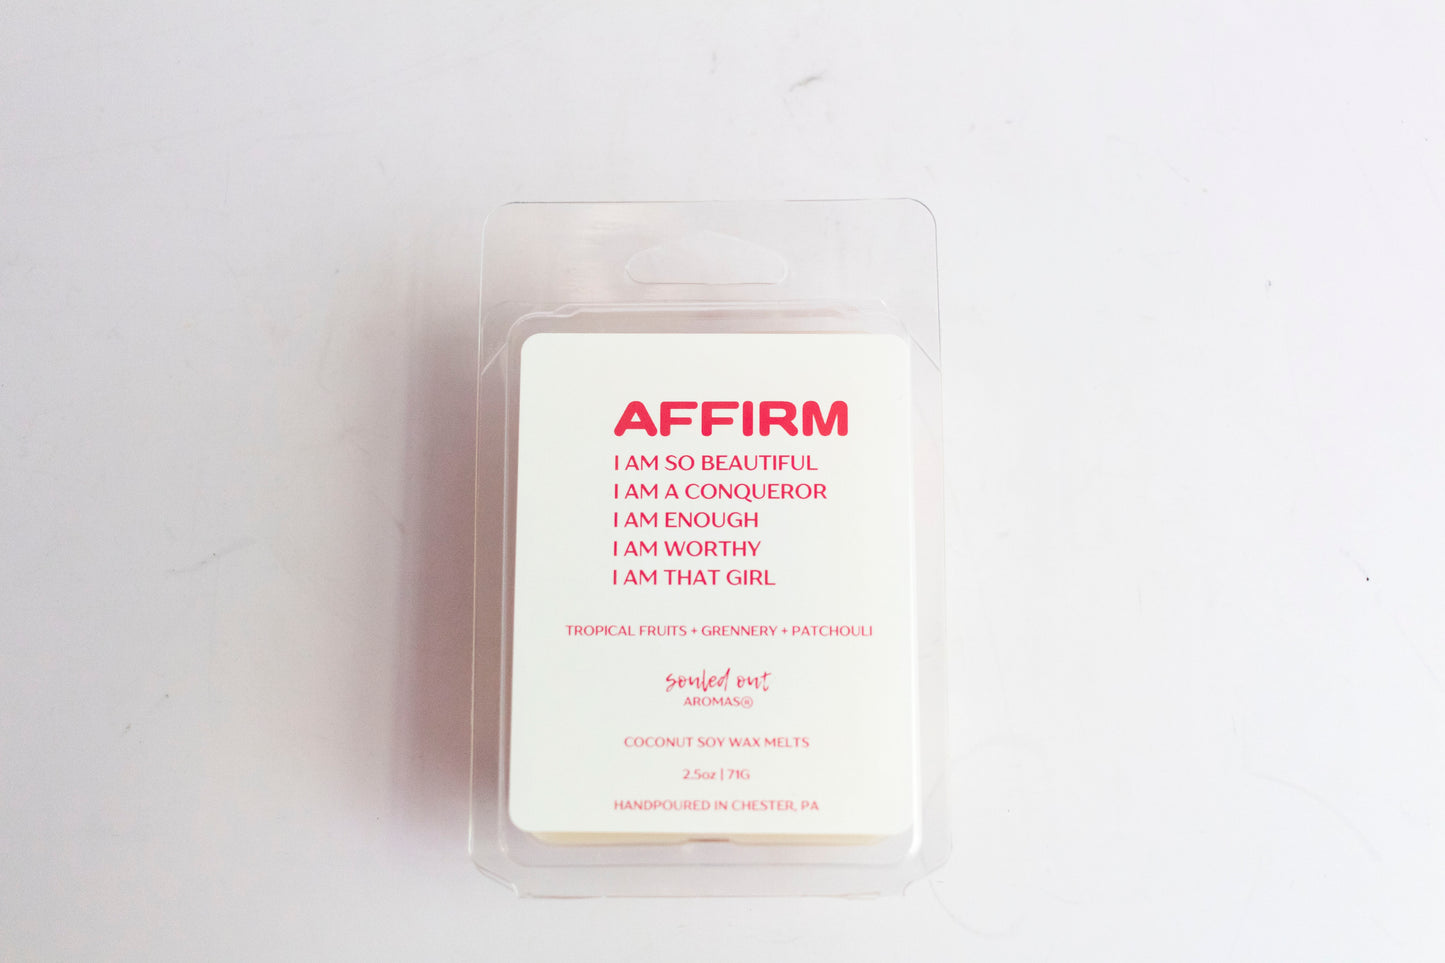 AFFIRM
I AM SO BEAUTIFUL
I AM A CONQUEROR
I AM ENOUGH
I AM WORTHY
I AM THAT GIRL
TROPICAL FRUITS + GRENNERY + PATCHOULI
souled out
AROMAS®
COCONUT SOY WAX MELTS
2.5oz | 71G
HANDPOURED IN CHESTER, PA